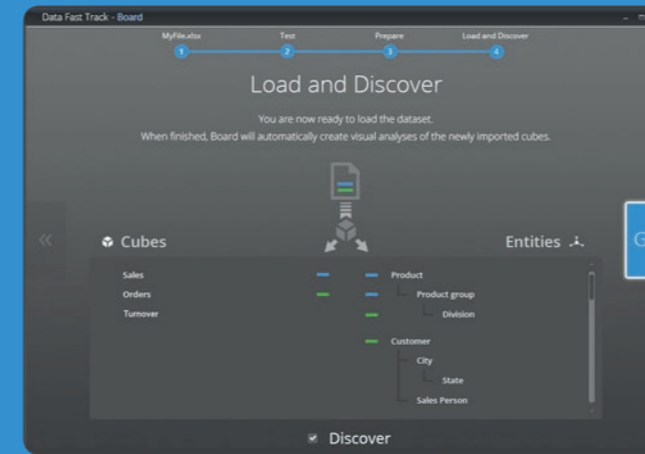 Data Fast Track - Board
MyFile.xlsx Test Prepare Load and Discover
1 2 3 4
Load and Discover
You are now ready to load the dataset.
When finished, Board will automatically create visual analyses of the newly imported cubes.
« G
Cubes Entities
Sales Product
Orders Product group
Turnover Division
Customer
City
State
Sales Person
Discover